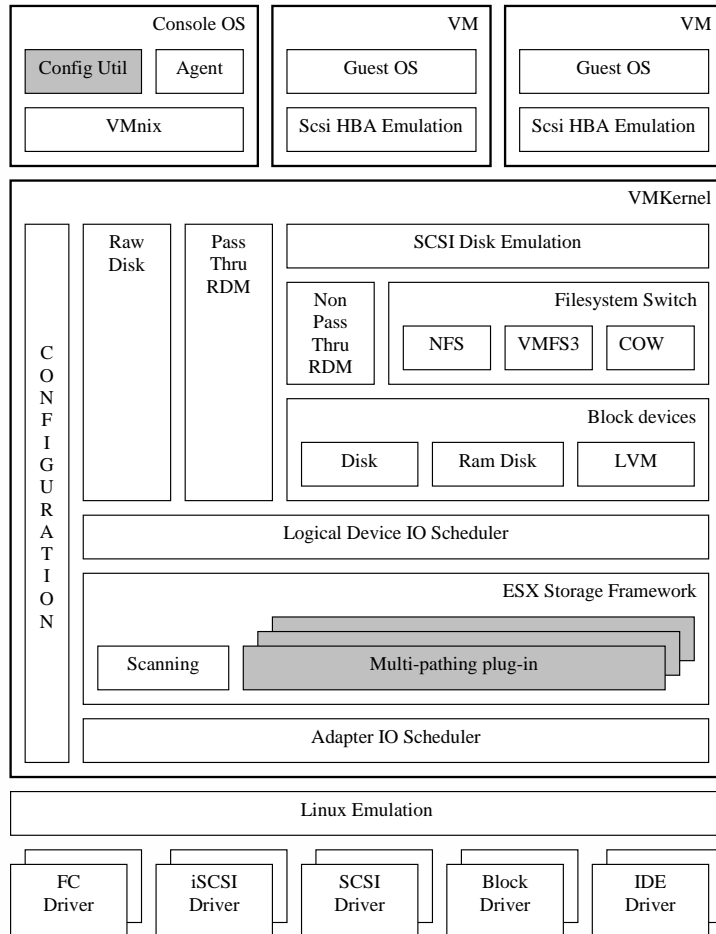 Console OS
Config Util
Agent
VMnix
VM
Guest OS
Scsi HBA Emulation
VM
Guest OS
Scsi HBA Emulation
VMKernel
C
O
N
F
I
G
U
R
A
T
I
O
N
Raw
Disk
Pass
Thru
RDM
SCSI Disk Emulation
Non
Pass
Thru
RDM
Filesystem Switch
NFS
VMFS3
COW
Block devices
Disk
Ram Disk
LVM
Logical Device IO Scheduler
ESX Storage Framework
Scanning
Multi-pathing plug-in
Adapter IO Scheduler
Linux Emulation
FC
Driver
iSCSI
Driver
SCSI
Driver
Block
Driver
IDE
Driver